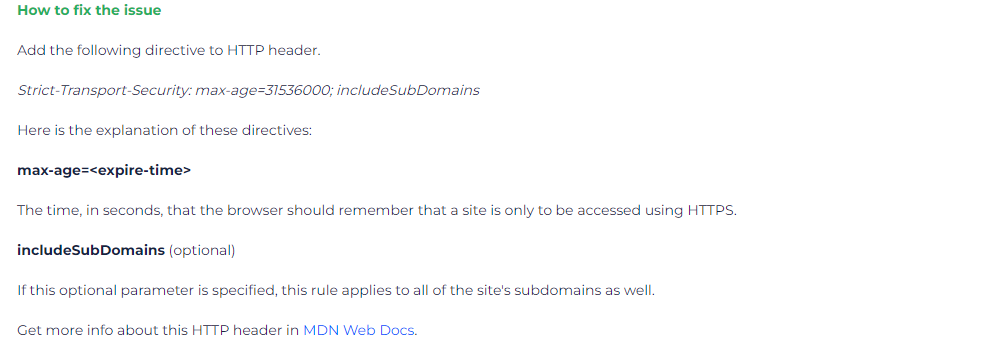 How to fix the issue
Add the following directive to HTTP header.
Strict-Transport-Security: max-age=31536000; includeSubDomains
Here is the explanation of these directives:
max-age=<expire-time>
The time, in seconds, that the browser should remember that a site is only to be accessed using HTTPS.
includeSubDomains (optional)
If this optional parameter is specified, this rule applies to all of the site's subdomains as well.
Get more info about this HTTP header in MDN Web Docs.